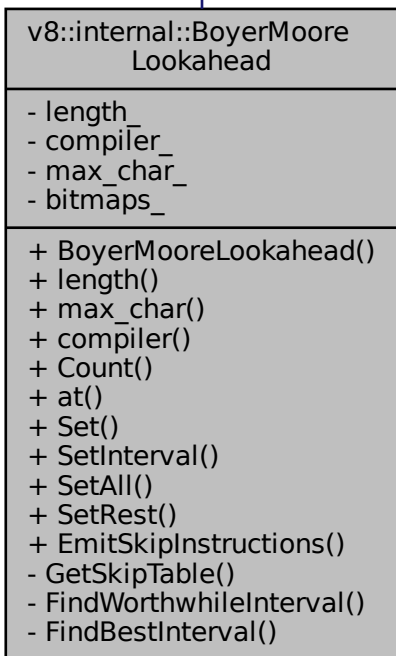 v8::internal::BoyerMoore
Lookahead
- length_
- compiler_
- max_char_
- bitmaps_
+ BoyerMooreLookahead()
+ length()
+ max_char()
+ compiler()
+ Count()
+ at()
+ Set()
+ SetInterval()
+ SetAll()
+ SetRest()
+ EmitSkipInstructions()
- GetSkipTable()
- FindWorthwhileInterval()
- FindBestInterval()